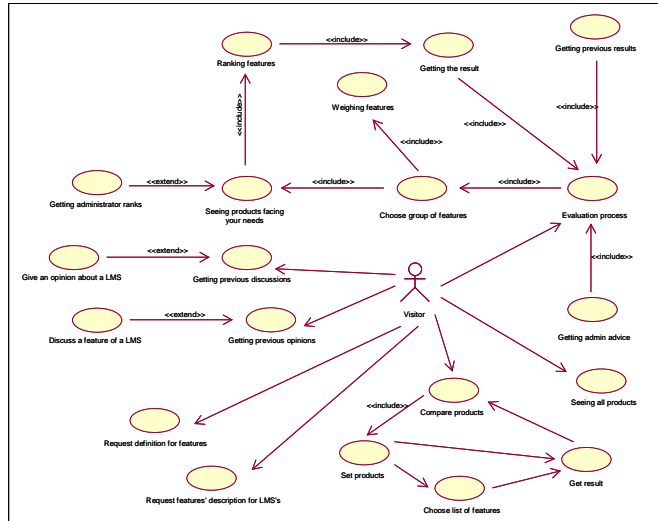 <<include>>
Ranking features
Getting the result
Getting previous results
<<include>>
Weighing features
<<include>>
<<include>>
<<include>>
<<extend>>
<<include>>
<<include>>
Getting administrator ranks
Seeing products facing
your needs
Choose group of features
Evaluation process
<<extend>>
<<include>>
Give an opinion about a LMS
Getting previous discussions
<<extend>>
Visitor
Discuss a feature of a LMS
Getting previous opinions
Getting admin advice
Seeing all products
<<include>>
Compare products
Request definition for features
Set products
Get result
Request features' description for LMS's
Choose list of features